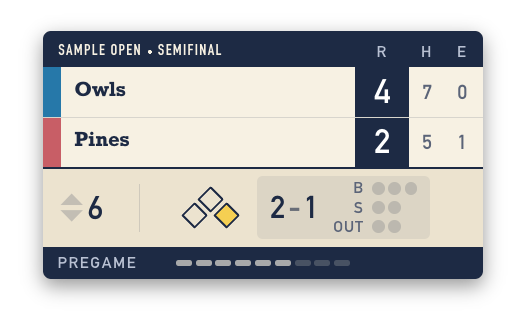 SAMPLE OPEN • SEMIFINAL R H E
Owls 4 7 0
Pines 2 5 1
6 2-1 B
S
OUT
PREGAME